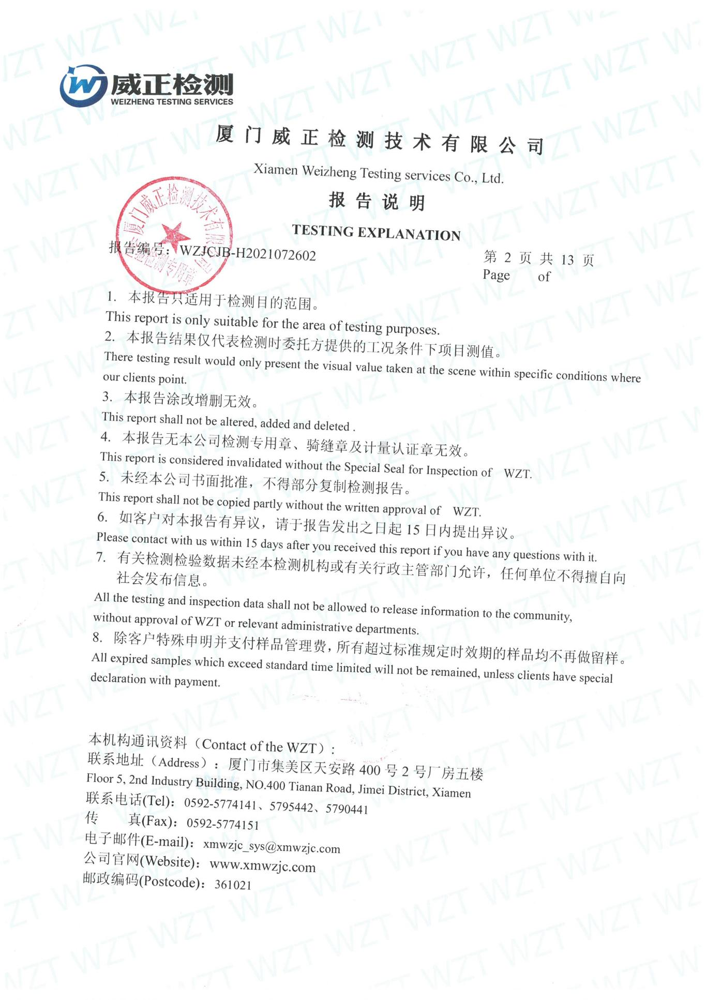 威正检测
WEIZHENG TESTING SERVICES
厦门威正检测技术有限公司
Xiamen Weizheng Testing services Co., Ltd.
报告说明
TESTING EXPLANATION
厦门威正检测技术有限公司
检验检测专用章
报告编号：WZJCJB-H2021072602
第 2 页 共 13 页
Page of
1. 本报告只适用于检测目的范围。
This report is only suitable for the area of testing purposes.
2. 本报告结果仅代表检测时委托方提供的工况条件下项目测值。
There testing result would only present the visual value taken at the scene within specific conditions where
our clients point.
3. 本报告涂改增删无效。
This report shall not be altered, added and deleted .
4. 本报告无本公司检测专用章、骑缝章及计量认证章无效。
This report is considered invalidated without the Special Seal for Inspection of WZT.
5. 未经本公司书面批准，不得部分复制检测报告。
This report shall not be copied partly without the written approval of WZT.
6. 如客户对本报告有异议，请于报告发出之日起 15 日内提出异议。
Please contact with us within 15 days after you received this report if you have any questions with it.
7. 有关检测检验数据未经本检测机构或有关行政主管部门允许，任何单位不得擅自向
社会发布信息。
All the testing and inspection data shall not be allowed to release information to the community,
without approval of WZT or relevant administrative departments.
8. 除客户特殊申明并支付样品管理费，所有超过标准规定时效期的样品均不再做留样。
All expired samples which exceed standard time limited will not be remained, unless clients have special
declaration with payment.
本机构通讯资料（Contact of the WZT）:
联系地址（Address）：厦门市集美区天安路 400 号 2 号厂房五楼
Floor 5, 2nd Industry Building, NO.400 Tianan Road, Jimei District, Xiamen
联系电话(Tel)：0592-5774141、5795442、5790441
传 真(Fax)：0592-5774151
电子邮件(E-mail)：xmwzjc_sys@xmwzjc.com
公司官网(Website)：www.xmwzjc.com
邮政编码(Postcode)：361021